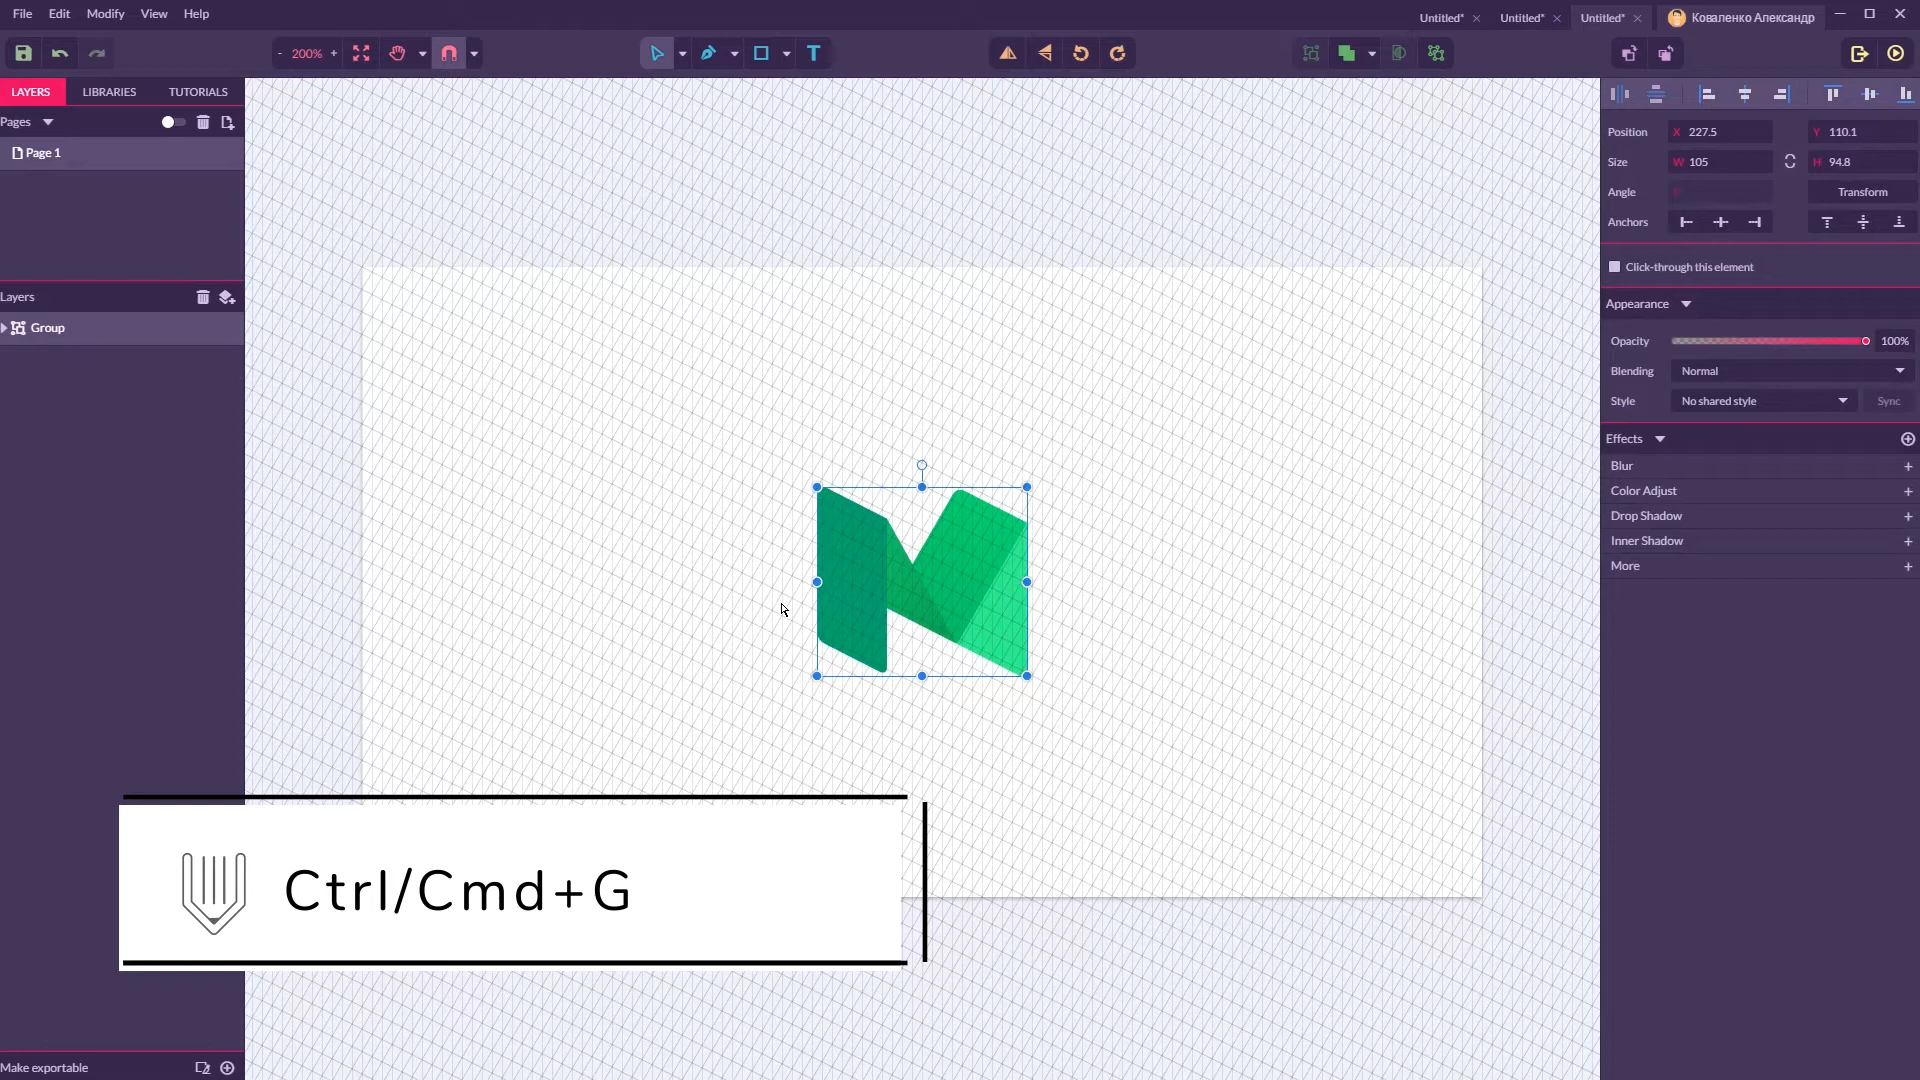 File Edit Modify View Help
Untitled* Untitled* Untitled* Коваленко Александр
- 200% + T
LAYERS LIBRARIES TUTORIALS
Pages
Page 1
Layers
Group
Position X 227.5 Y 110.1
Size W 105 H 94.8
Angle Transform
Anchors
Click-through this element
Appearance
Opacity 100%
Blending Normal
Style No shared style Sync
Effects
Blur +
Color Adjust +
Drop Shadow +
Inner Shadow +
More +
Ctrl/Cmd+G
Make exportable